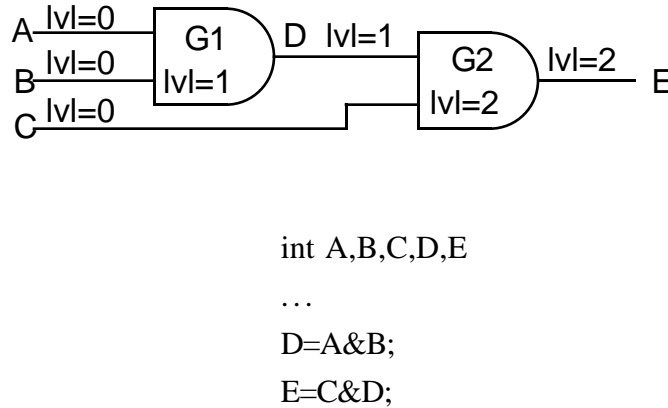 A lvl=0
G1
D lvl=1
B lvl=0
lvl=1
G2
lvl=2
E
C lvl=0
lvl=2
int A,B,C,D,E
...
D=A&B;
E=C&D;